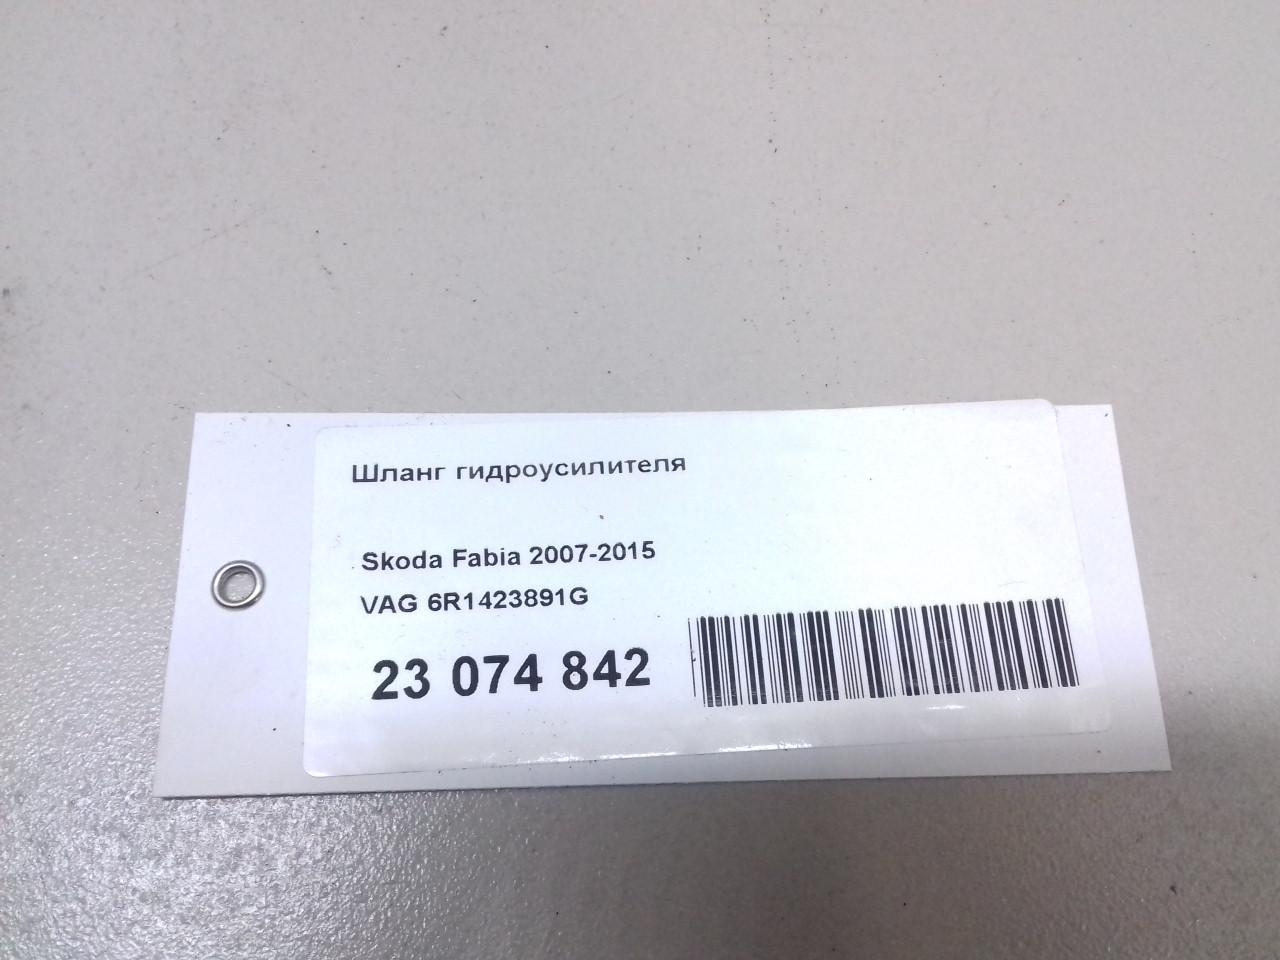 Шланг гидроусилителя
Skoda Fabia 2007-2015
VAG 6R1423891G
23 074 842